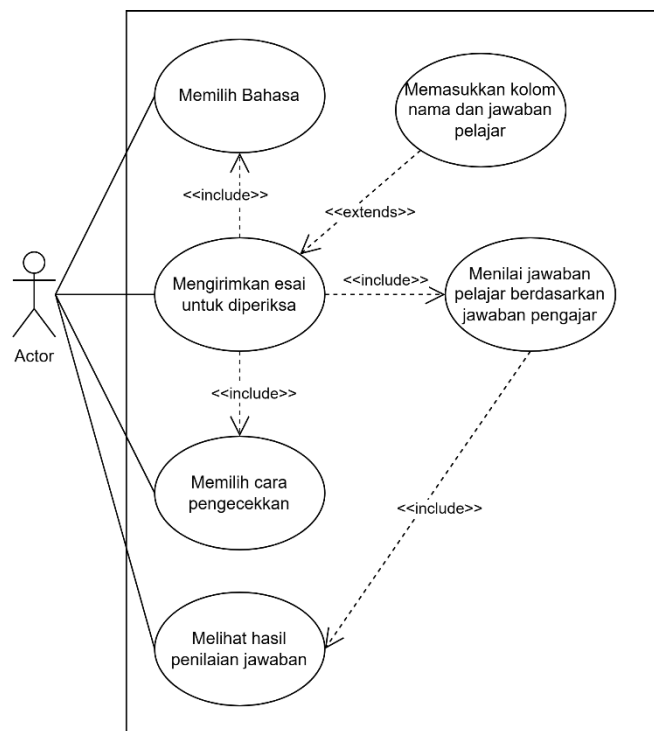 Memilih Bahasa
Memasukkan kolom
nama dan jawaban
pelajar
<<include>>
<<extends>>
Mengirimkan esai
untuk diperiksa
<<include>>
Menilai jawaban
pelajar berdasarkan
jawaban pengajar
Actor
<<include>>
Memilih cara
pengecekkan
<<include>>
Melihat hasil
penilaian jawaban